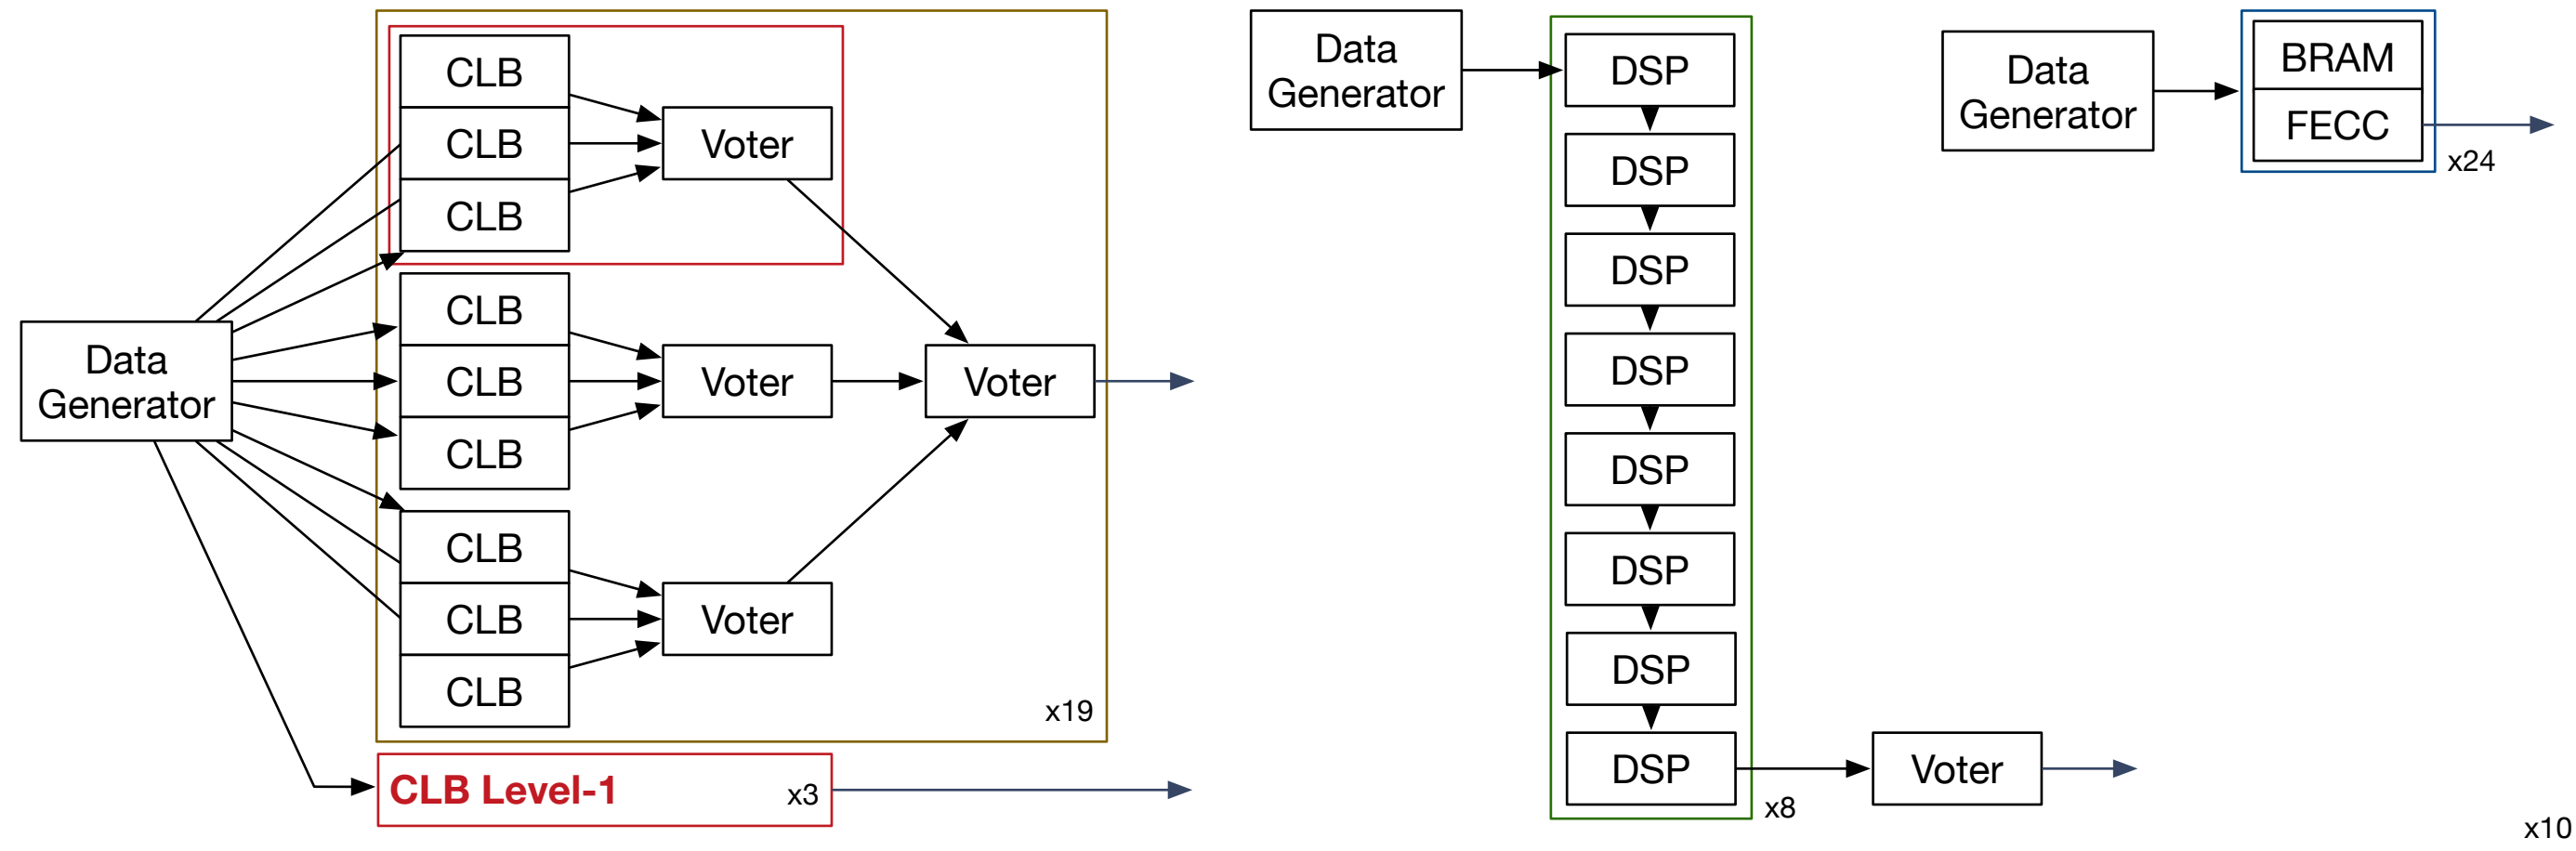 Data
Generator
CLB
CLB
CLB
Voter
CLB
CLB
CLB
Voter
CLB
CLB
CLB
Voter
Voter
x19
CLB Level-1
x3
Data
Generator
DSP
DSP
DSP
DSP
DSP
DSP
DSP
DSP
x8
Voter
Data
Generator
BRAM
FECC
x24
x10